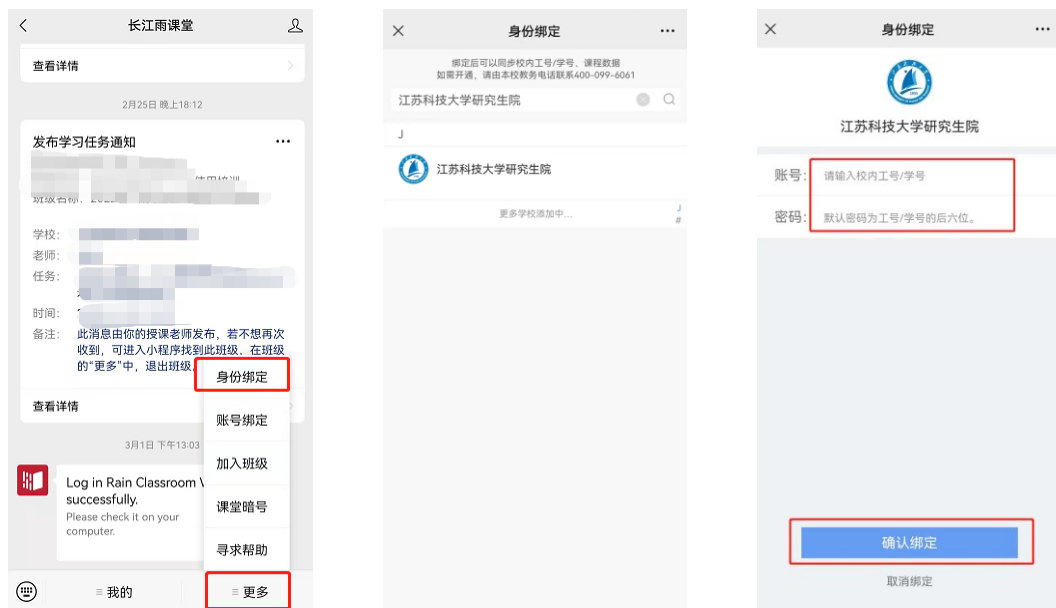 长江雨课堂
查看详情
2月25日 晚上18:12
发布学习任务通知
班级名称:
学校:
老师:
任务:
时间:
备注: 此消息由你的授课老师发布，若不想再次
收到，可进入小程序找到此班级，在班级
的“更多”中，退出班级
查看详情
3月1日 下午13:03
Log in Rain Classroom
successfully.
Please check it on your
computer.
身份绑定
账号绑定
加入班级
课堂暗号
寻求帮助
我的
更多
身份绑定
绑定后可以同步校内工号/学号、课程数据
如需开通，请由本校教务电话联系400-099-6061
江苏科技大学研究生院
J
江苏科技大学研究生院
更多学校添加中...
J
#
身份绑定
江苏科技大学研究生院
账号: 请输入校内工号/学号
密码: 默认密码为工号/学号的后六位。
确认绑定
取消绑定